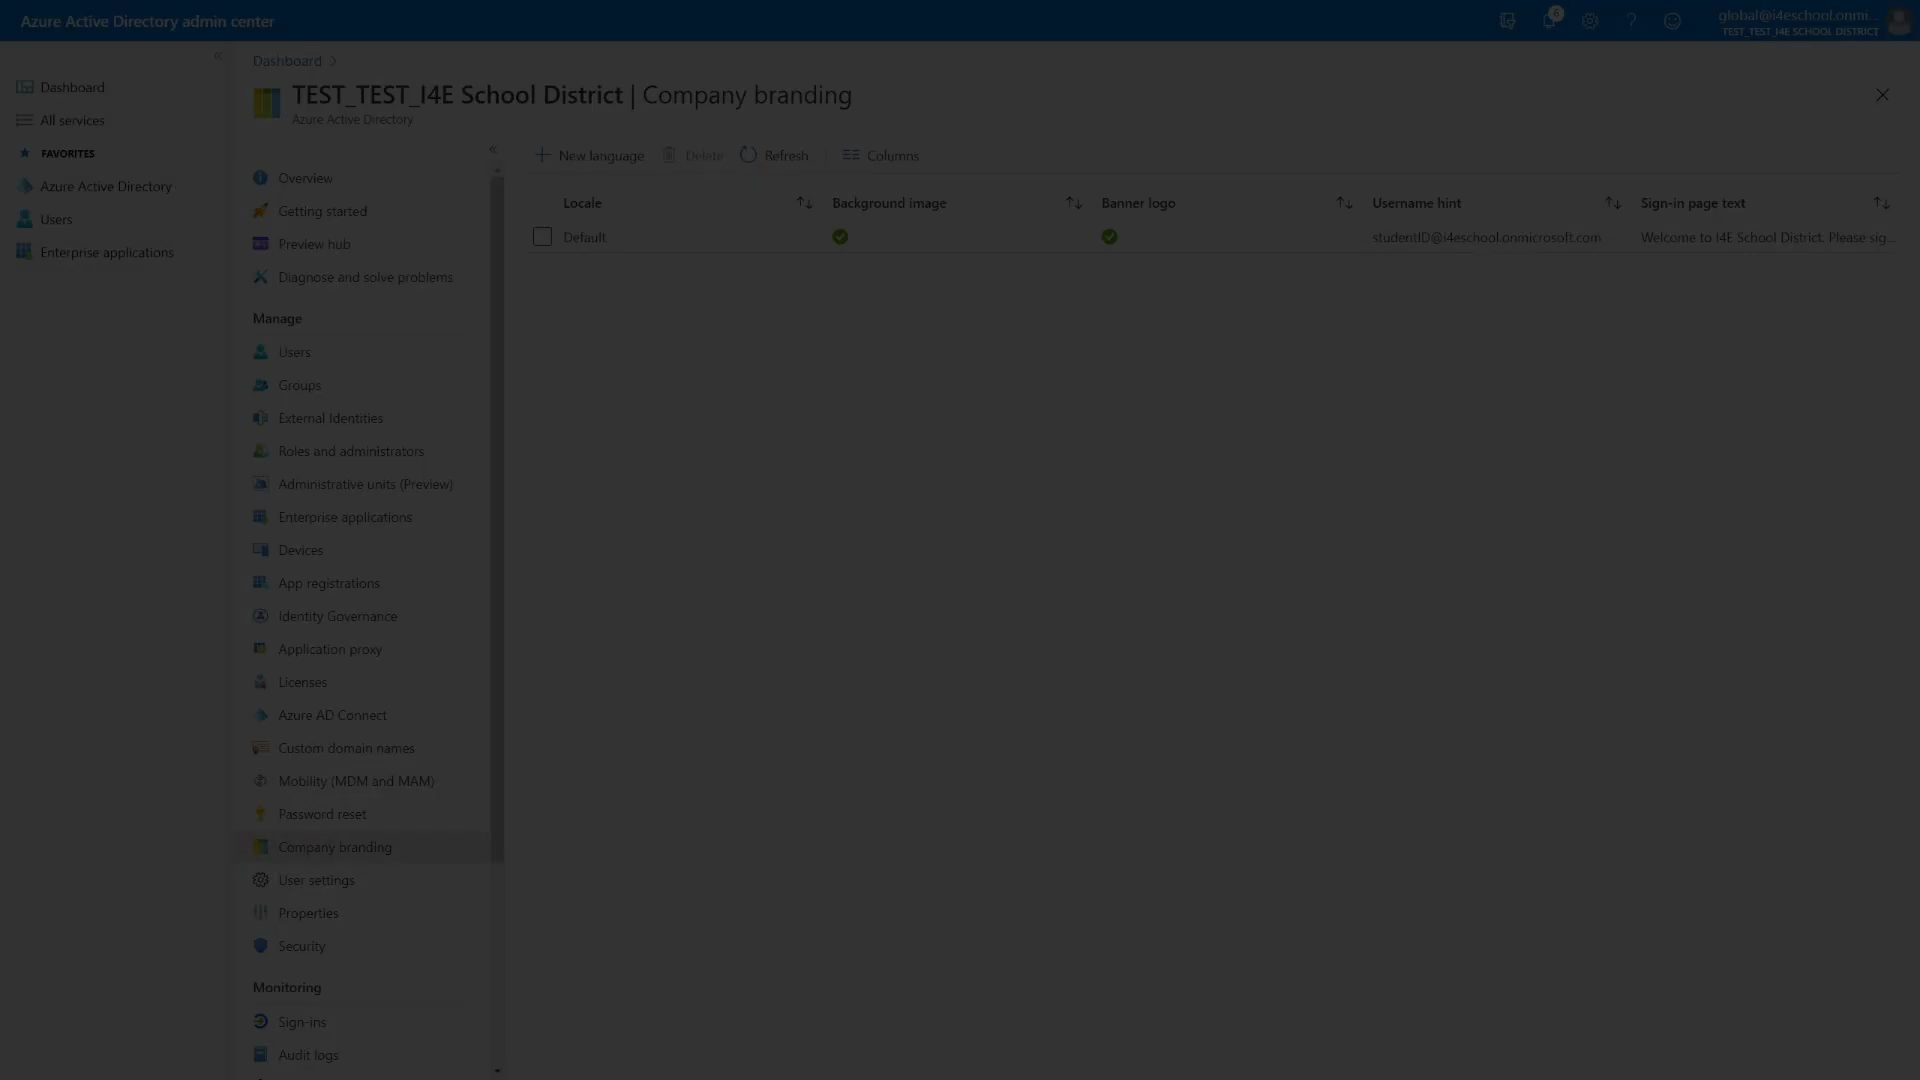 Azure Active Directory admin center
6
global@i4eschool.onmi...
TEST_TEST_I4E SCHOOL DISTRICT
Dashboard
All services
FAVORITES
Azure Active Directory
Users
Enterprise applications
Dashboard
TEST_TEST_I4E School District | Company branding
Azure Active Directory
Overview
Getting started
Preview hub
Diagnose and solve problems
Manage
Users
Groups
External Identities
Roles and administrators
Administrative units (Preview)
Enterprise applications
Devices
App registrations
Identity Governance
Application proxy
Licenses
Azure AD Connect
Custom domain names
Mobility (MDM and MAM)
Password reset
Company branding
User settings
Properties
Security
Monitoring
Sign-ins
Audit logs
New language Delete Refresh Columns
Locale Background image Banner logo Username hint Sign-in page text
Default studentID@i4eschool.onmicrosoft.com Welcome to I4E School District. Please sig...